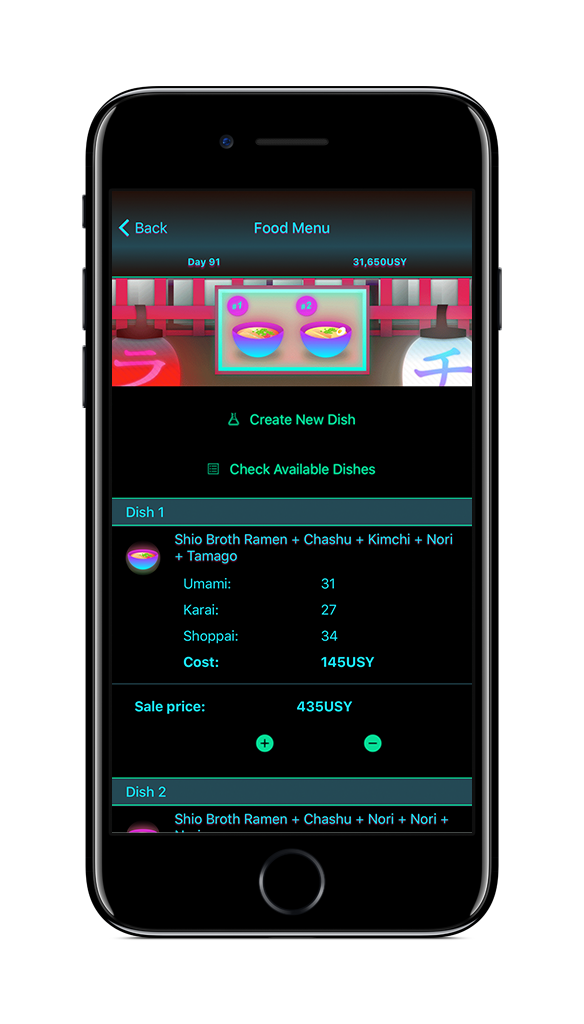 Back
Food Menu
Day 91
31,650USY
#1
#2
ラ
チ
Create New Dish
Check Available Dishes
Dish 1
Shio Broth Ramen + Chashu + Kimchi + Nori
+ Tamago
Umami: 31
Karai: 27
Shoppai: 34
Cost: 145USY
Sale price: 435USY
Dish 2
Shio Broth Ramen + Chashu + Nori + Nori +